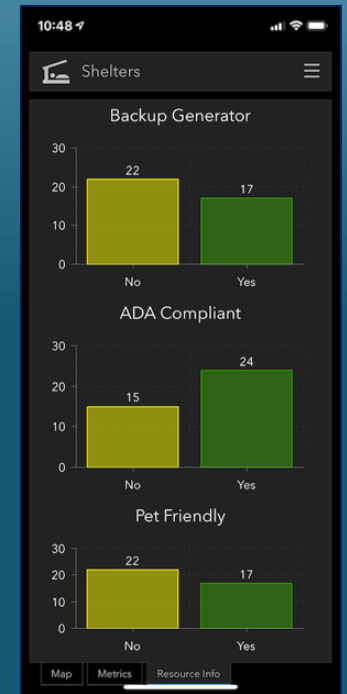 10:48
Shelters
Backup Generator
30
20
10
0
22
17
No Yes
ADA Compliant
30
20
10
0
15
24
No Yes
Pet Friendly
30
20
10
0
22
17
No Yes
Map Metrics Resource Info